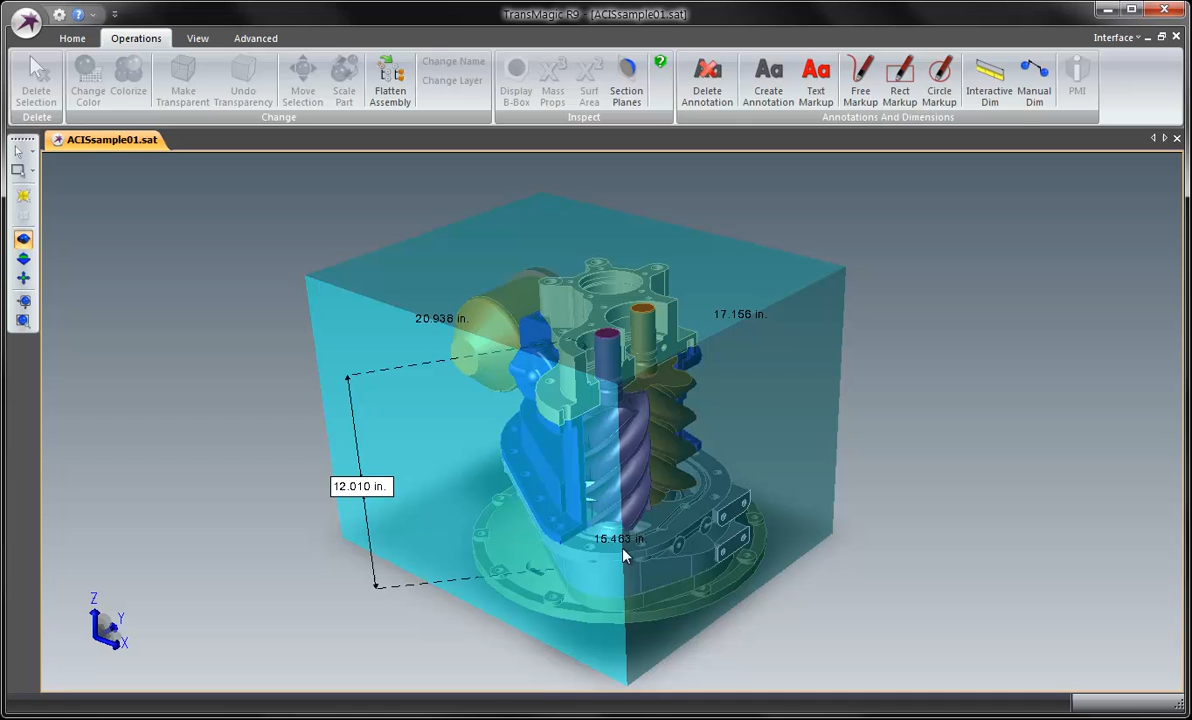 TransMagic R9 - [ACISsample01.sat]
Home
Operations
View
Advanced
Interface
Delete Selection
Change Color
Colorize
Make Transparent
Undo Transparency
Move Selection
Scale Part
Flatten Assembly
Change Name
Change Layer
Display B-Box
Mass Props
Surf Area
Section Planes
Delete Annotation
Create Annotation
Text Markup
Free Markup
Rect Markup
Circle Markup
Interactive Dim
Manual Dim
PMI
Delete
Change
Inspect
Annotations And Dimensions
ACISsample01.sat
20.938 in.
17.156 in.
12.010 in.
15.463 in.
Z
Y
X